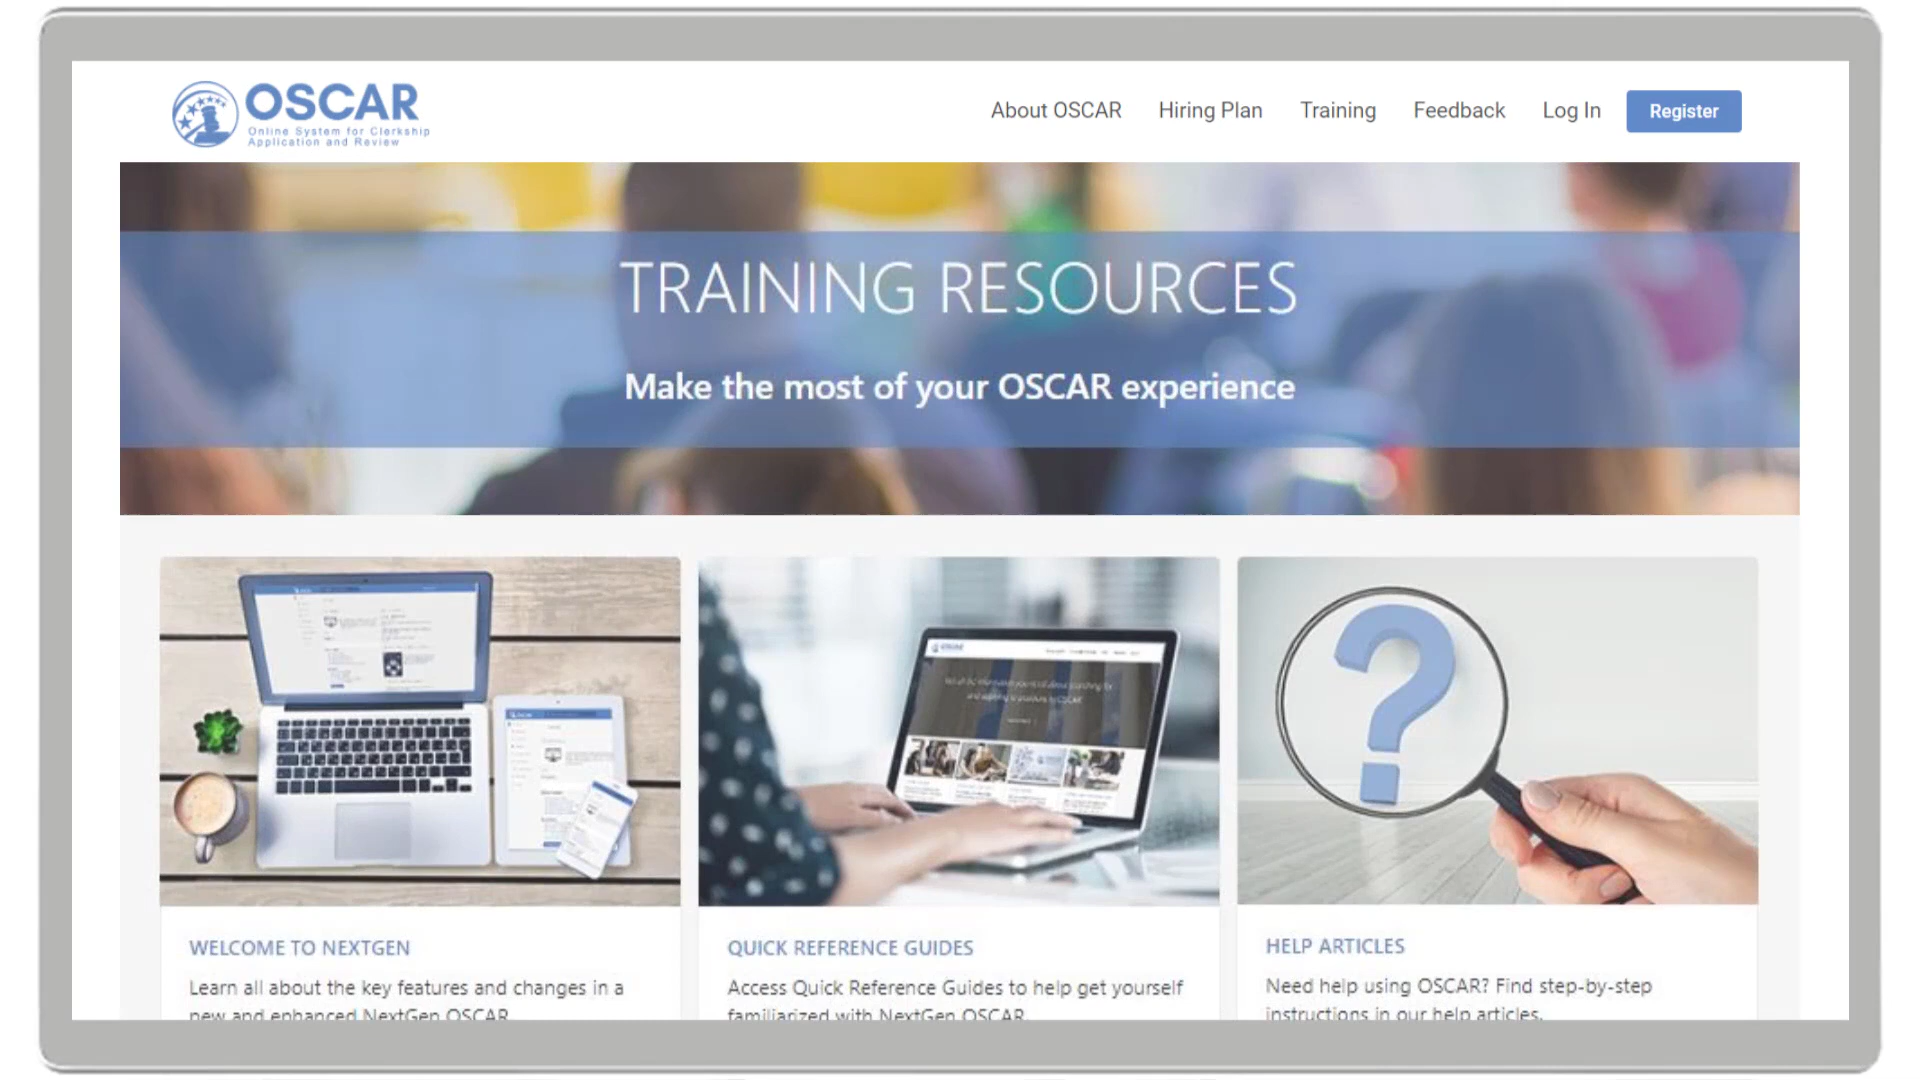 OSCAR
Online System for Clerkship
Application and Review
About OSCAR Hiring Plan Training Feedback Log In Register
TRAINING RESOURCES
Make the most of your OSCAR experience
WELCOME TO NEXTGEN
Learn all about the key features and changes in a
new and enhanced NextGen OSCAR.
QUICK REFERENCE GUIDES
Access Quick Reference Guides to help get yourself
familiarized with NextGen OSCAR.
HELP ARTICLES
Need help using OSCAR? Find step-by-step
instructions in our help articles.